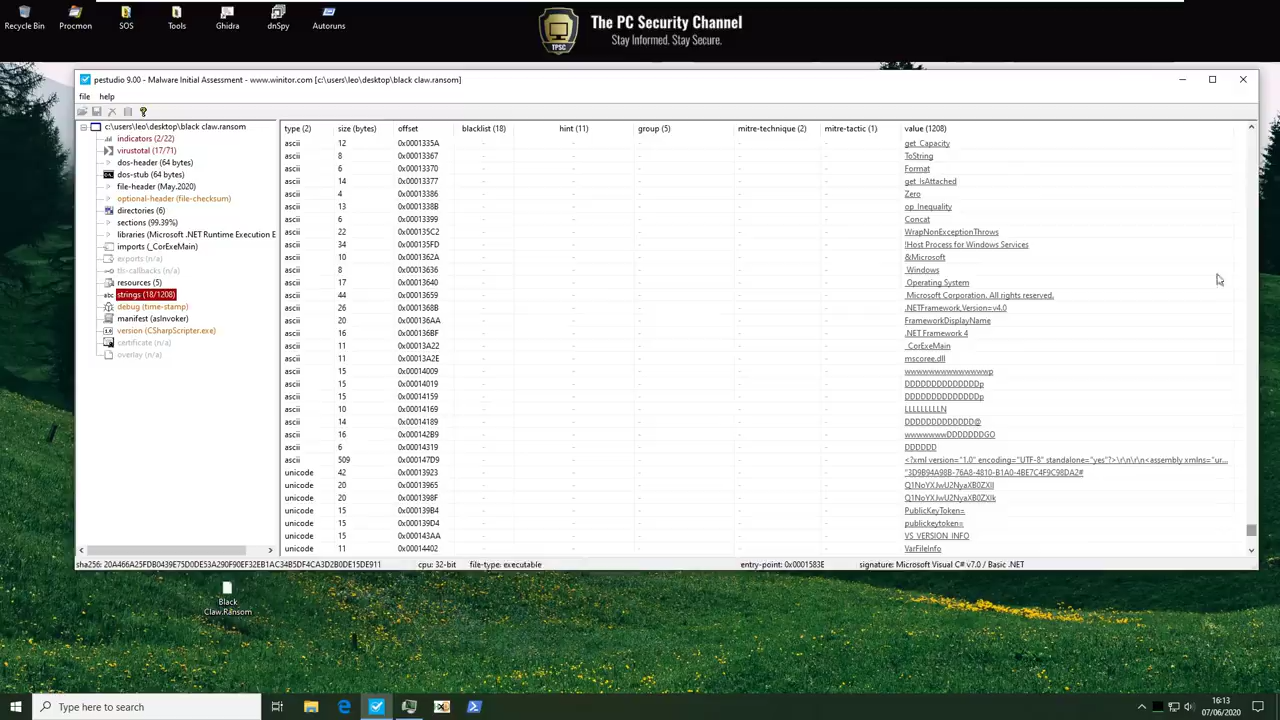 Recycle Bin Procmon SOS Tools Ghidra dnSpy Autoruns
The PC Security Channel
Stay Informed. Stay Secure.
TPSC
pestudio 9.00 - Malware Initial Assessment - www.winitor.com [c:\users\leo\desktop\black claw.ransom]
file help
c:\users\leo\desktop\black claw.ransom
indicators (2/22)
virustotal (17/71)
dos-header (64 bytes)
dos-stub (64 bytes)
file-header (May.2020)
optional-header (file-checksum)
directories (6)
sections (99.39%)
libraries (Microsoft .NET Runtime Execution E
imports (_CorExeMain)
exports (n/a)
tls-callbacks (n/a)
resources (5)
abc strings (18/1208)
debug (time-stamp)
manifest (asInvoker)
version (CSharpScripter.exe)
certificate (n/a)
overlay (n/a)
type (2) size (bytes) offset blacklist (18) hint (11) group (5) mitre-technique (2) mitre-tactic (1) value (1208)
ascii 12 0x0001335A - - - - - get_Capacity
ascii 8 0x00013367 - - - - - ToString
ascii 6 0x00013370 - - - - - Format
ascii 14 0x00013377 - - - - - get_IsAttached
ascii 4 0x00013386 - - - - - Zero
ascii 13 0x0001338B - - - - - op_Inequality
ascii 6 0x00013399 - - - - - Concat
ascii 22 0x000135C2 - - - - - WrapNonExceptionThrows
ascii 34 0x000135FD - - - - - !Host Process for Windows Services
ascii 10 0x0001362A - - - - - &Microsoft
ascii 8 0x00013636 - - - - - Windows
ascii 17 0x00013640 - - - - - Operating System
ascii 44 0x00013659 - - - - - Microsoft Corporation. All rights reserved.
ascii 26 0x0001368B - - - - - .NETFramework,Version=v4.0
ascii 20 0x000136AA - - - - - FrameworkDisplayName
ascii 16 0x000136BF - - - - - .NET Framework 4
ascii 11 0x00013A22 - - - - - _CorExeMain
ascii 11 0x00013A2E - - - - - mscoree.dll
ascii 15 0x00014009 - - - - - wwwwwwwwwwwwwwp
ascii 15 0x00014019 - - - - - DDDDDDDDDDDDDDp
ascii 15 0x00014159 - - - - - DDDDDDDDDDDDDDp
ascii 10 0x00014169 - - - - - LLLLLLLLLN
ascii 14 0x00014189 - - - - - DDDDDDDDDDDDD@
ascii 16 0x000142B9 - - - - - wwwwwwwDDDDDDDGO
ascii 6 0x00014319 - - - - - DDDDDD
ascii 509 0x000147D9 - - - - - <?xml version="1.0" encoding="UTF-8" standalone="yes"?>\r\n\r\n<assembly xmlns="ur...
unicode 42 0x00013923 - - - - - "3D9B94A98B-76A8-4810-B1A0-4BE7C4F9C98DA2#
unicode 20 0x00013965 - - - - -
unicode 20 0x0001398F - - - - -
unicode 15 0x000139B4 - - - - - PublicKeyToken=
unicode 15 0x000139D4 - - - - - publickeytoken=
unicode 15 0x000143AA - - - - - VS_VERSION_INFO
unicode 11 0x00014402 - - - - - VarFileInfo
sha256: 20A466A25FDB0439E75D0DE53A290F90EF32EB1AC34B5DF4CA3D2B0DE15DE911 cpu: 32-bit file-type: executable entry-point: 0x0001583E signature: Microsoft Visual C# v7.0 / Basic .NET
Black
Claw.Ransom
Type here to search
16:13
07/06/2020